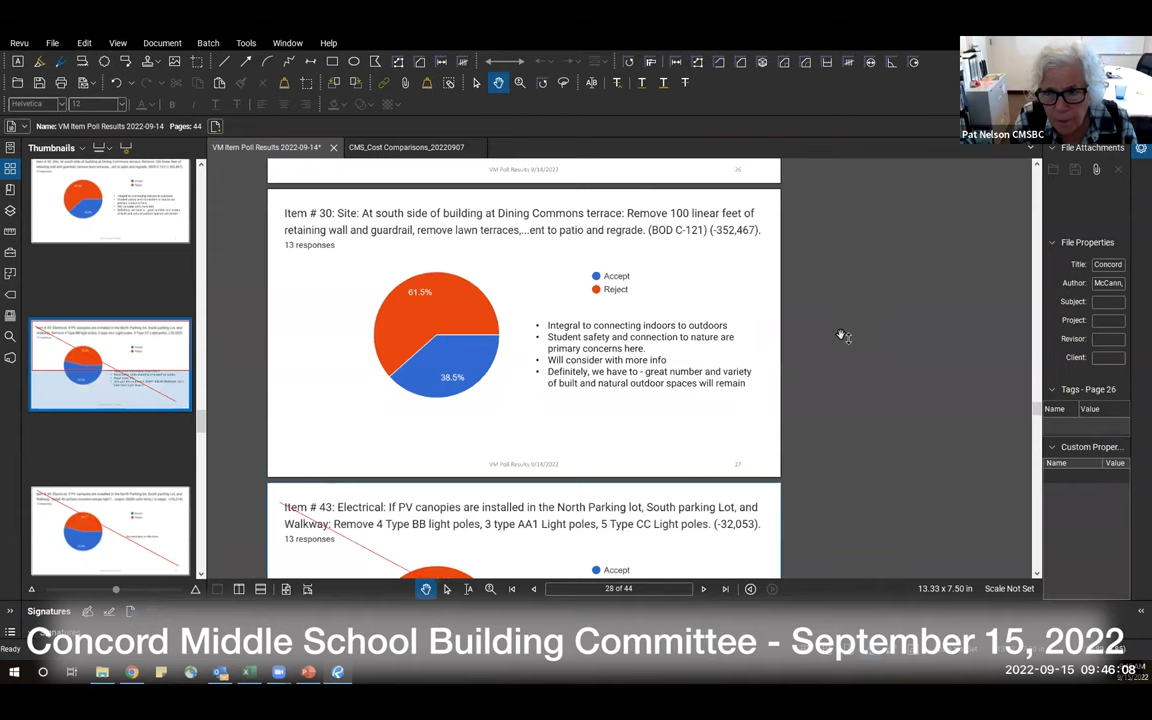 Revu File Edit View Document Batch Tools Window Help
Pat Nelson CMSBC
Helvetica 12
Name: VM Item Poll Results 2022-09-14 Pages: 44
Thumbnails
VM Item Poll Results 2022-09-14*
CMS_Cost Comparisons_20220907
File Attachments
VM Poll Results 9/14/2022 26
Item # 30: Site: At south side of building at Dining Commons terrace: Remove 100 linear feet of
retaining wall and guardrail, remove lawn terraces,...ent to patio and regrade. (BOD C-121) (-352,467).
13 responses
61.5%
38.5%
Accept
Reject
• Integral to connecting indoors to outdoors
• Student safety and connection to nature are
primary concerns here.
• Will consider with more info
• Definitely, we have to - great number and variety
of built and natural outdoor spaces will remain
VM Poll Results 9/14/2022 27
Item # 43: Electrical: If PV canopies are installed in the North Parking lot, South parking Lot, and
Walkway: Remove 4 Type BB light poles, 3 type AA1 Light poles, 5 Type CC Light poles. (-32,053).
13 responses
Accept
File Properties
Title: Concord
Author: McCann,
Subject:
Project:
Revisor:
Client:
Tags - Page 26
Name Value
Custom Proper...
Name Value
28 of 44
13.33 x 7.50 in
Scale Not Set
Signatures
Ready
Concord Middle School Building Committee - September 15, 2022
2022-09-15 09:46:08